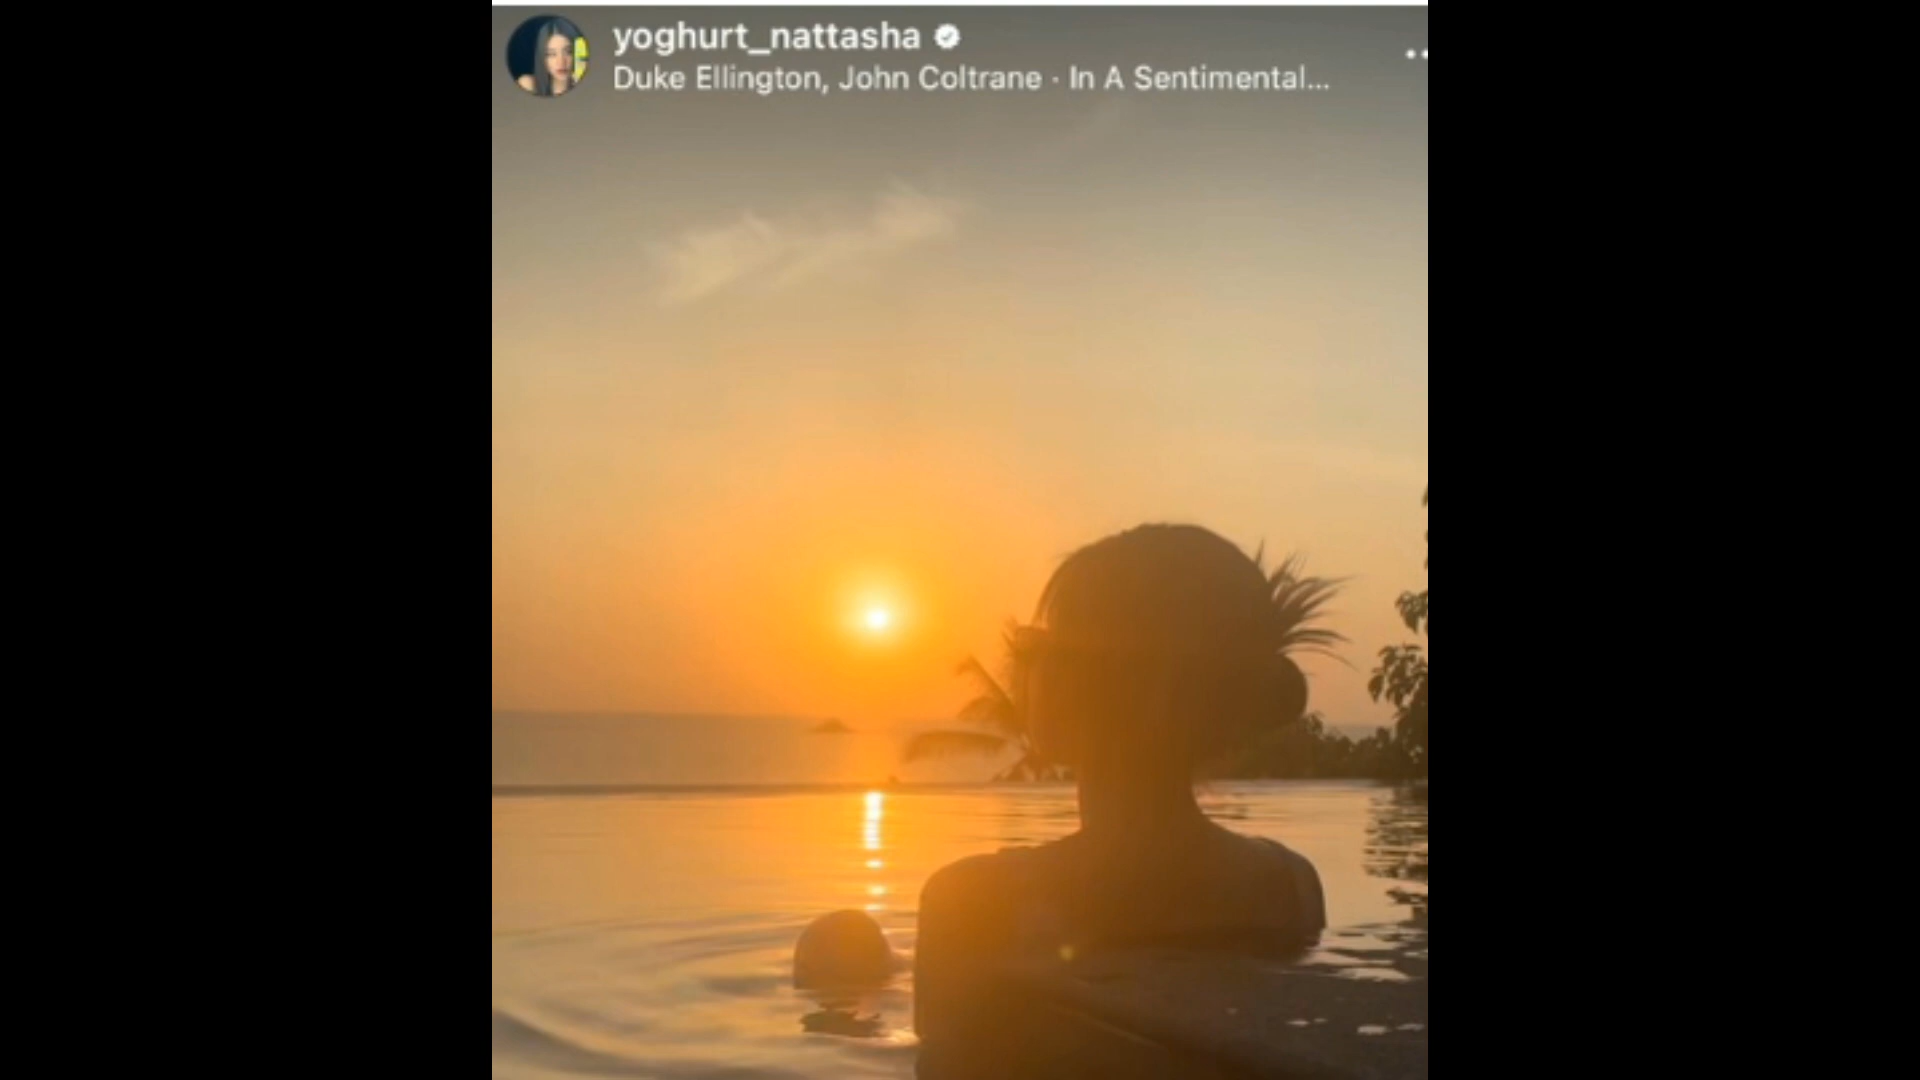 yoghurt_nattasha
Duke Ellington, John Coltrane · In A Sentimental...